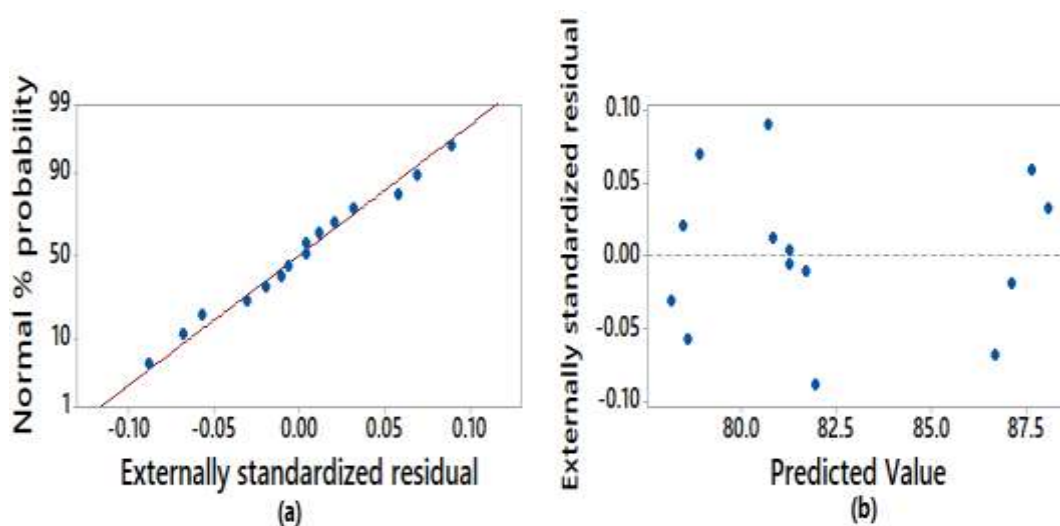 Normal % probability
99
90
50
10
1
-0.10 -0.05 0.00 0.05 0.10
Externally standardized residual
(a)
Externally standardized residual
0.10
0.05
0.00
-0.05
-0.10
80.0 82.5 85.0 87.5
Predicted Value
(b)